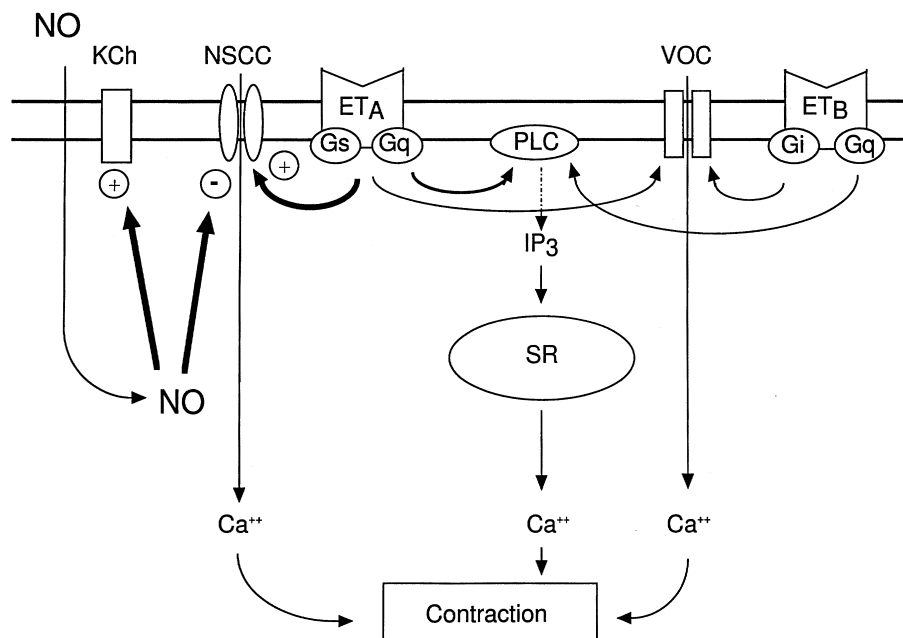 NO
KCh NSCC VOC
ETA ETB
Gs Gq PLC Gi Gq
+ - +
IP3
SR
NO
Ca++ Ca++ Ca++
Contraction